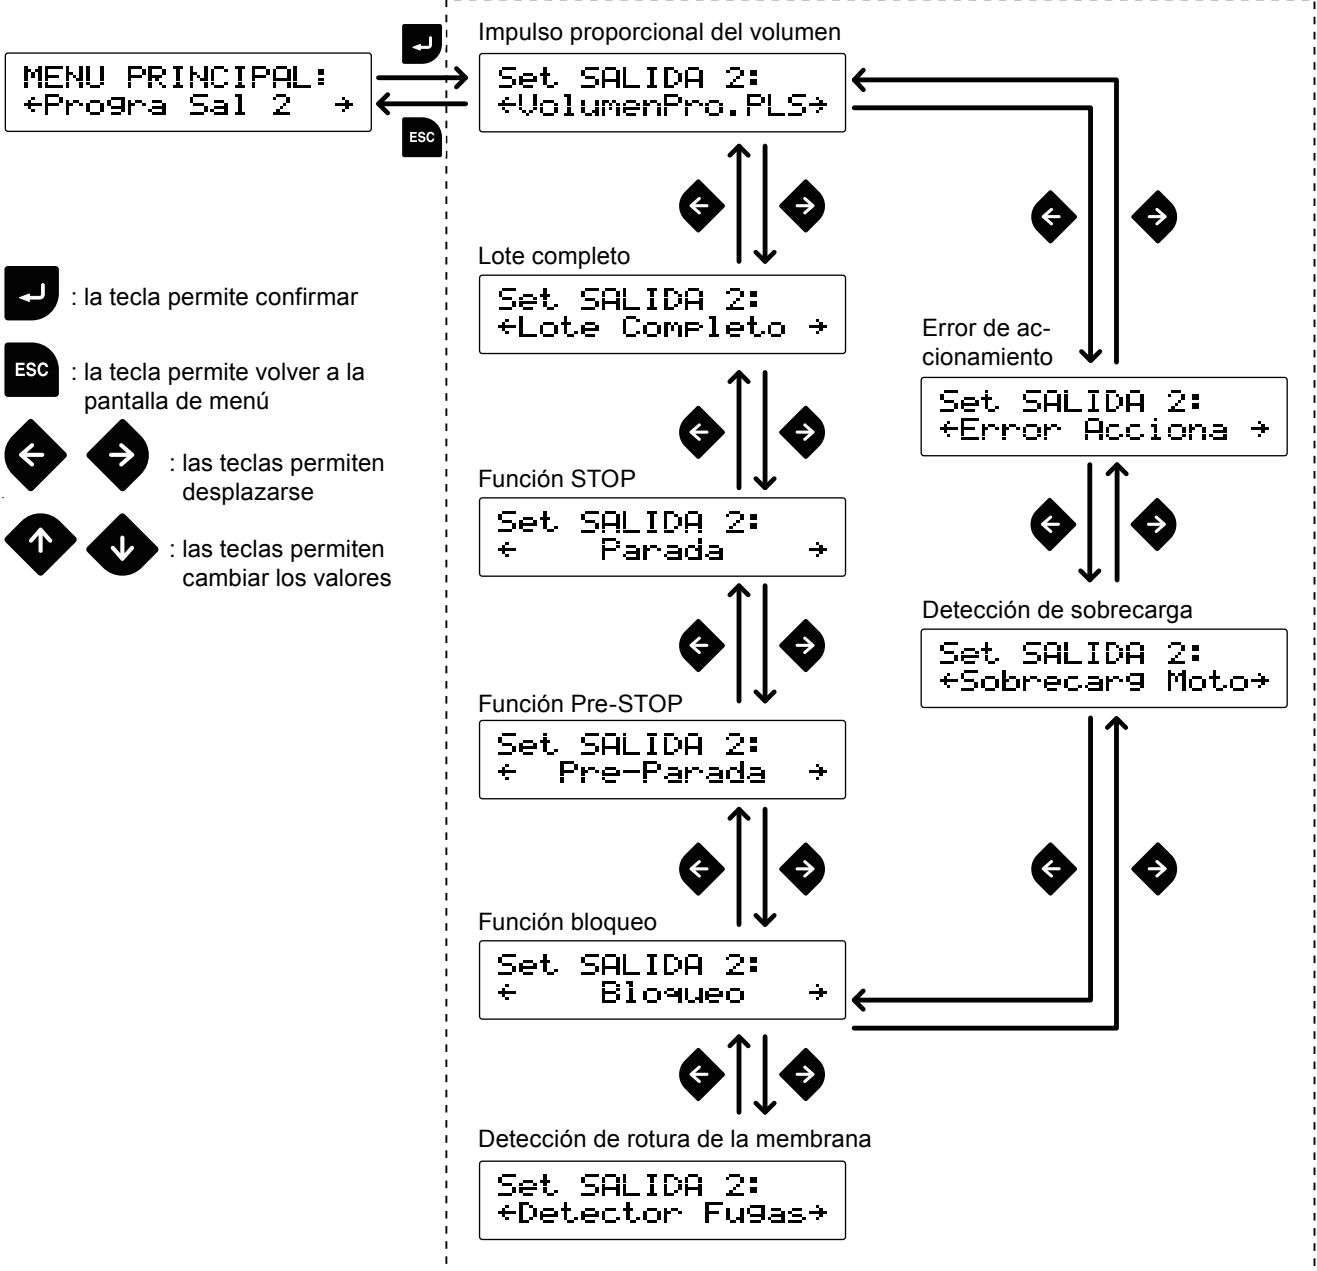 Impulso proporcional del volumen
MENU PRINCIPAL:
←Progra Sal 2 →
ESC
Set SALIDA 2:
←VolumenPro.PLS→
Lote completo
Set SALIDA 2:
←Lote Completo →
: la tecla permite confirmar
ESC
: la tecla permite volver a la
pantalla de menú
: las teclas permiten
desplazarse
: las teclas permiten
cambiar los valores
Función STOP
Set SALIDA 2:
← Parada →
Función Pre-STOP
Set SALIDA 2:
← Pre-Parada →
Función bloqueo
Set SALIDA 2:
← Bloqueo →
Detección de rotura de la membrana
Set SALIDA 2:
←Detector Fugas→
Error de ac-
cionamiento
Set SALIDA 2:
←Error Acciona →
Detección de sobrecarga
Set SALIDA 2:
←Sobrecarg Moto→